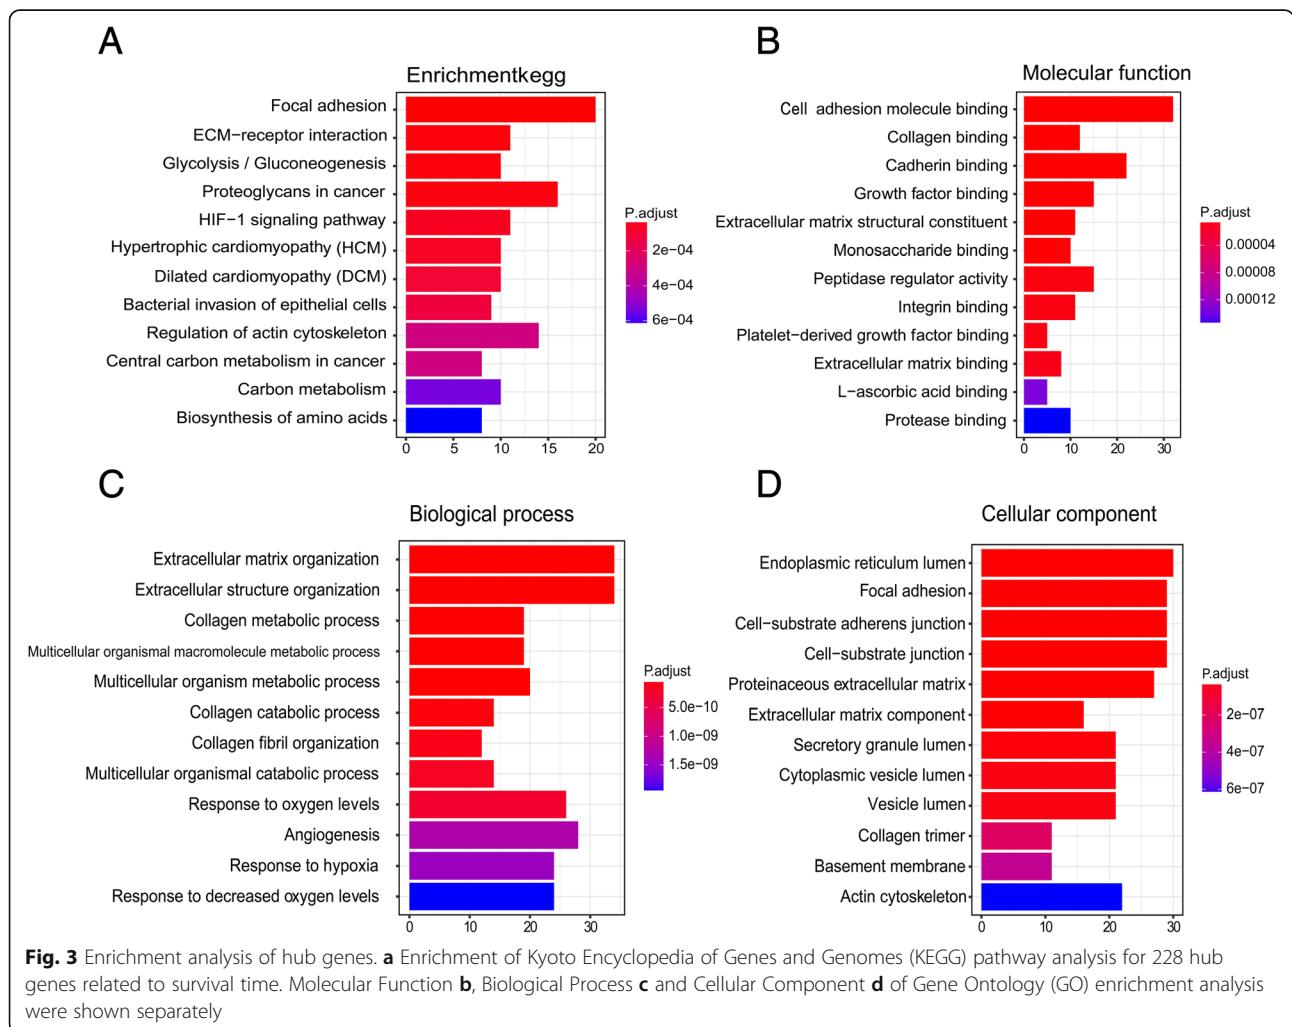 A
Enrichmentkegg
Focal adhesion
ECM−receptor interaction
Glycolysis / Gluconeogenesis
Proteoglycans in cancer
HIF−1 signaling pathway
Hypertrophic cardiomyopathy (HCM)
Dilated cardiomyopathy (DCM)
Bacterial invasion of epithelial cells
Regulation of actin cytoskeleton
Central carbon metabolism in cancer
Carbon metabolism
Biosynthesis of amino acids
0 5 10 15 20
P.adjust
2e−04
4e−04
6e−04
B
Molecular function
Cell adhesion molecule binding
Collagen binding
Cadherin binding
Growth factor binding
Extracellular matrix structural constituent
Monosaccharide binding
Peptidase regulator activity
Integrin binding
Platelet−derived growth factor binding
Extracellular matrix binding
L−ascorbic acid binding
Protease binding
0 10 20 30
P.adjust
0.00004
0.00008
0.00012
C
Biological process
Extracellular matrix organization
Extracellular structure organization
Collagen metabolic process
Multicellular organismal macromolecule metabolic process
Multicellular organism metabolic process
Collagen catabolic process
Collagen fibril organization
Multicellular organismal catabolic process
Response to oxygen levels
Angiogenesis
Response to hypoxia
Response to decreased oxygen levels
0 10 20 30
P.adjust
5.0e−10
1.0e−09
1.5e−09
D
Cellular component
Endoplasmic reticulum lumen
Focal adhesion
Cell−substrate adherens junction
Cell−substrate junction
Proteinaceous extracellular matrix
Extracellular matrix component
Secretory granule lumen
Cytoplasmic vesicle lumen
Vesicle lumen
Collagen trimer
Basement membrane
Actin cytoskeleton
0 10 20 30
P.adjust
2e−07
4e−07
6e−07
Fig. 3 Enrichment analysis of hub genes. a Enrichment of Kyoto Encyclopedia of Genes and Genomes (KEGG) pathway analysis for 228 hub
genes related to survival time. Molecular Function b, Biological Process c and Cellular Component d of Gene Ontology (GO) enrichment analysis
were shown separately